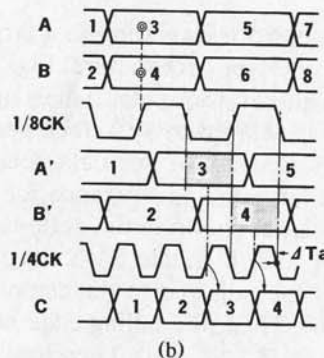 A 1 3 5 7
B 2 4 6 8
1/8CK
A' 1 3 5
B' 2 4
1/4CK Δ Ta
C 1 2 3 4
(b)